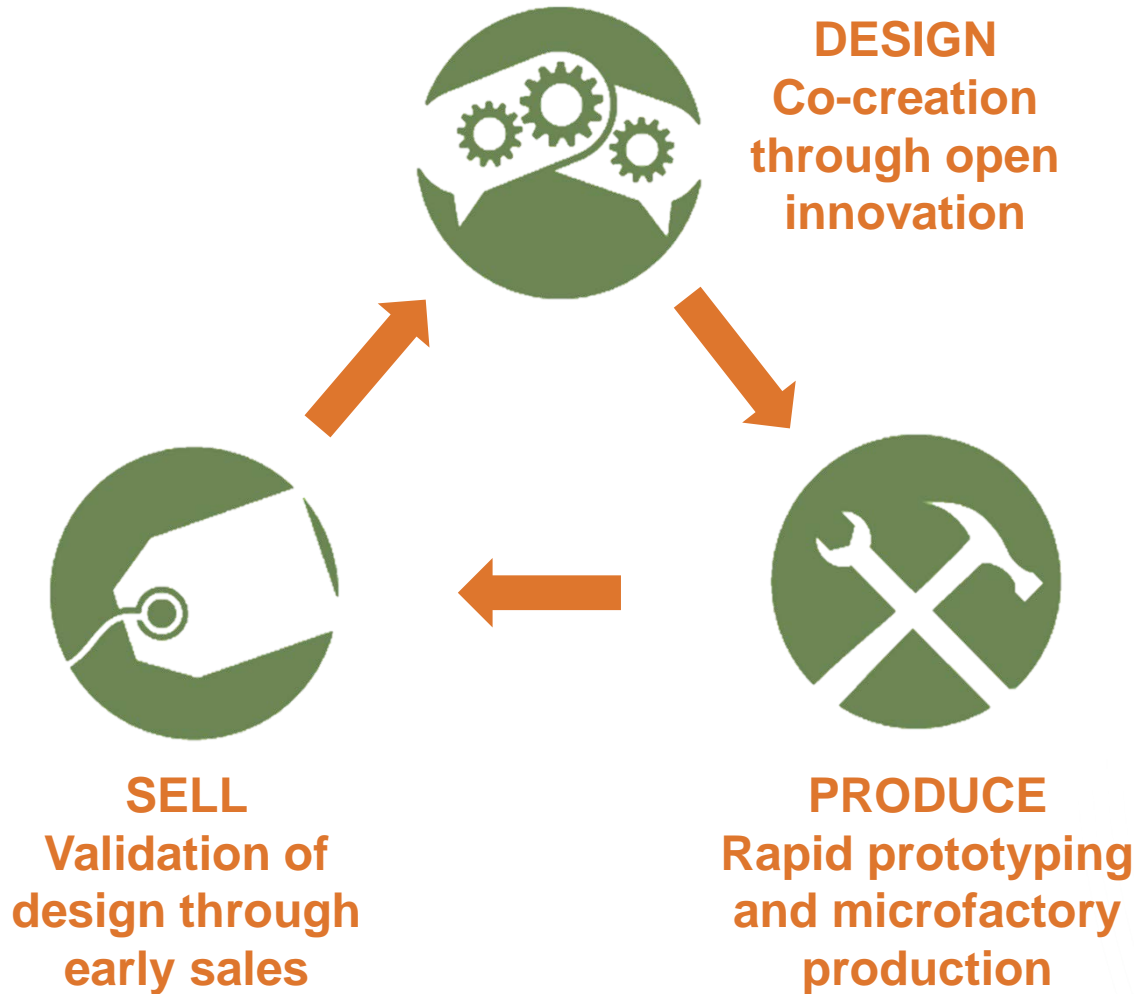 DESIGN
Co-creation
through open
innovation
SELL
Validation of
design through
early sales
PRODUCE
Rapid prototyping
and microfactory
production